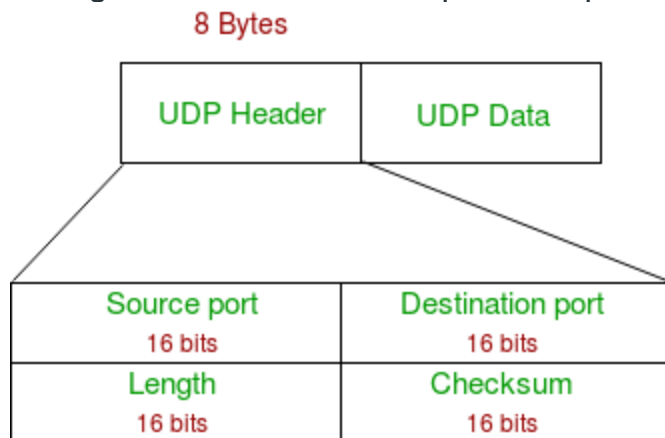 8 Bytes
UDP Header UDP Data
Source port Destination port
16 bits 16 bits
Length Checksum
16 bits 16 bits